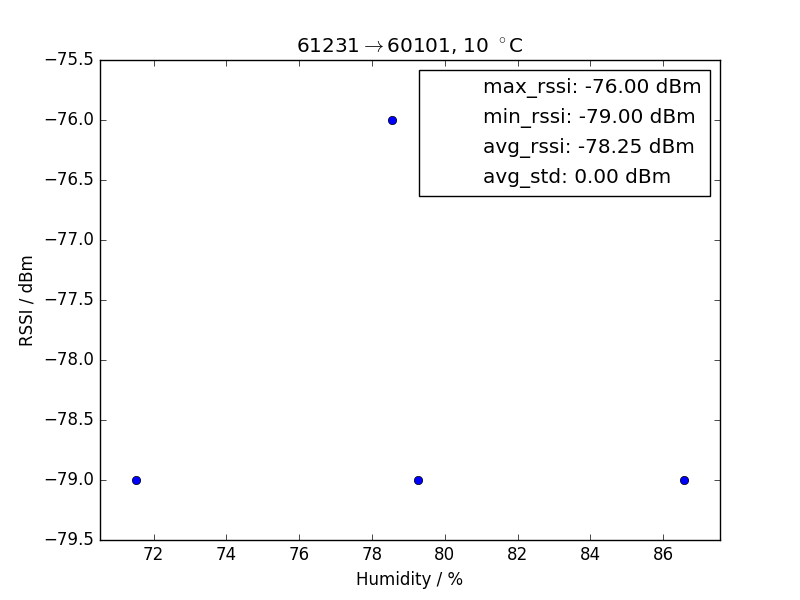 61231→60101, 10 °C
−75.5
−76.0
−76.5
−77.0
−77.5
−78.0
−78.5
−79.0
−79.5
RSSI / dBm
max_rssi: -76.00 dBm
min_rssi: -79.00 dBm
avg_rssi: -78.25 dBm
avg_std: 0.00 dBm
72 74 76 78 80 82 84 86
Humidity / %